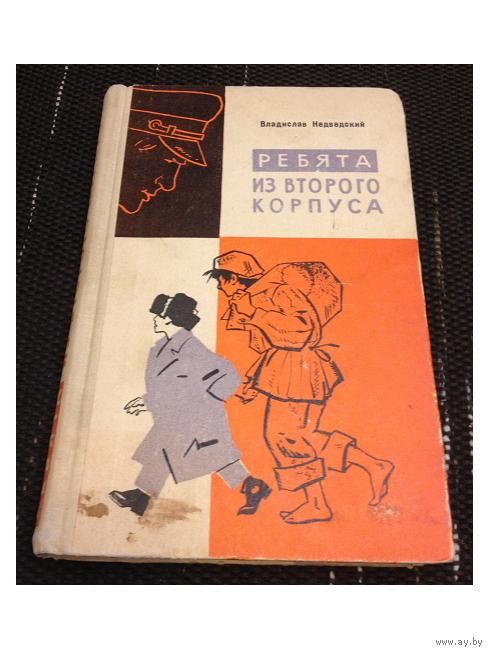 Владислав Недведский
РЕБЯТА
ИЗ ВТОРОГО
КОРПУСА
www.ay.by